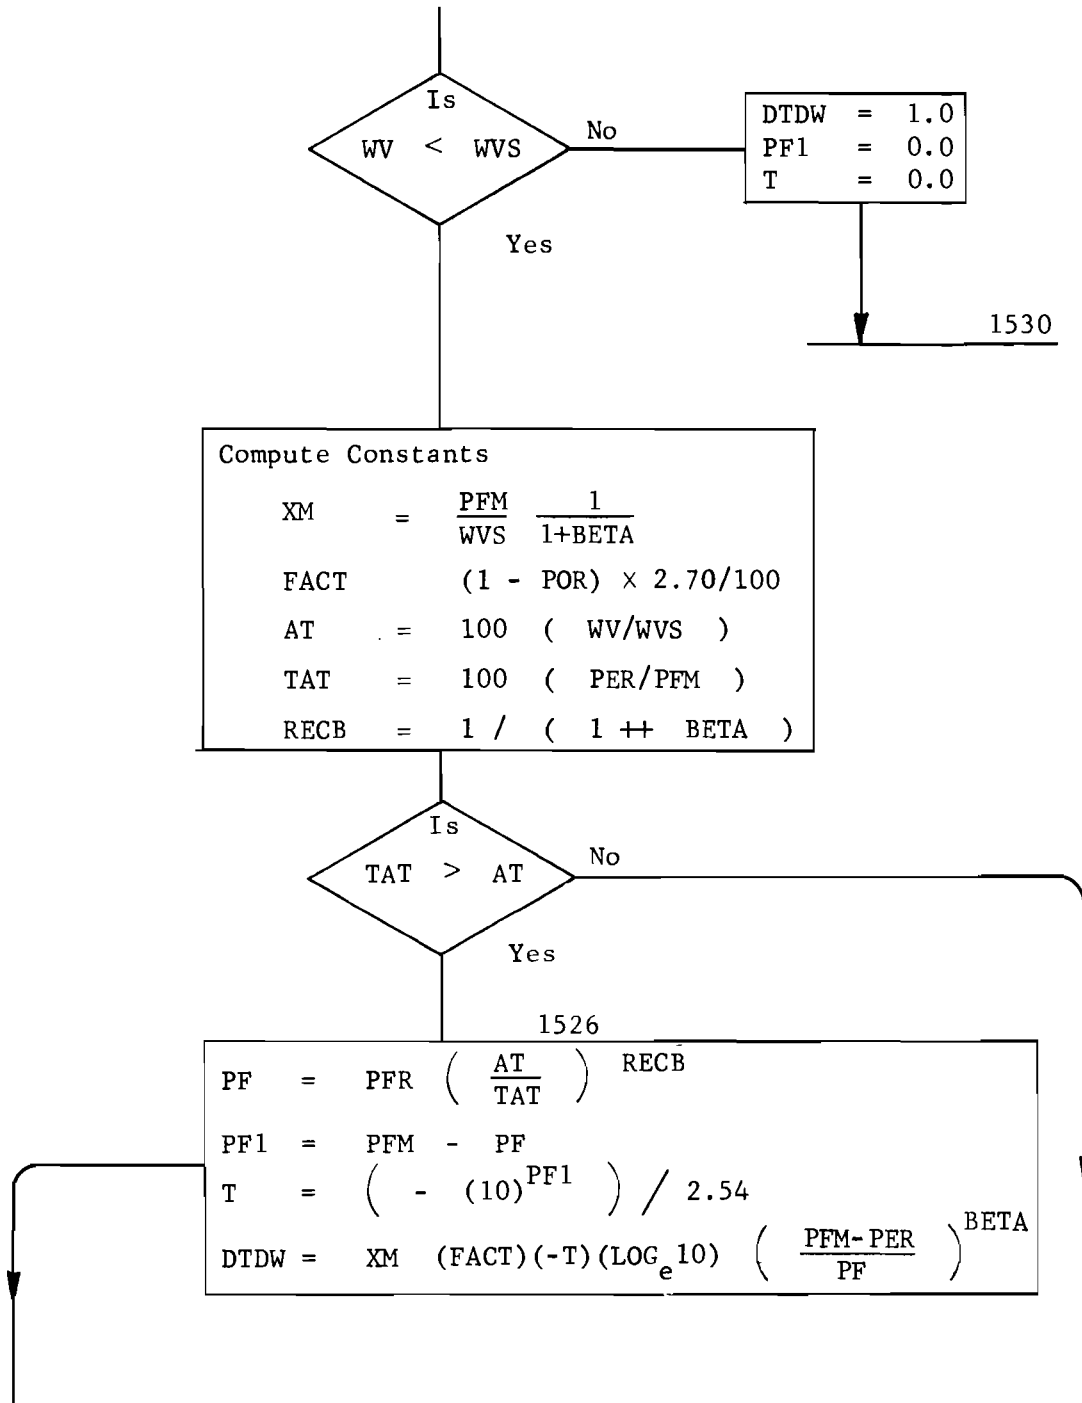 Is
WV < WVS
No
DTDW = 1.0
PF1 = 0.0
T = 0.0
Yes
1530
Compute Constants
XM = PFM/WVS 1/1+BETA
FACT (1 - POR) × 2.70/100
AT = 100 ( WV/WVS )
TAT = 100 ( PER/PFM )
RECB = 1 / ( 1 ++ BETA )
Is
TAT > AT
No
Yes
1526
PF = PFR ( AT/TAT ) RECB
PF1 = PFM - PF
T = ( - (10)^PF1 ) / 2.54
DTDW = XM (FACT)(-T)(LOG_e 10) ( PFM-PER/PF )^BETA